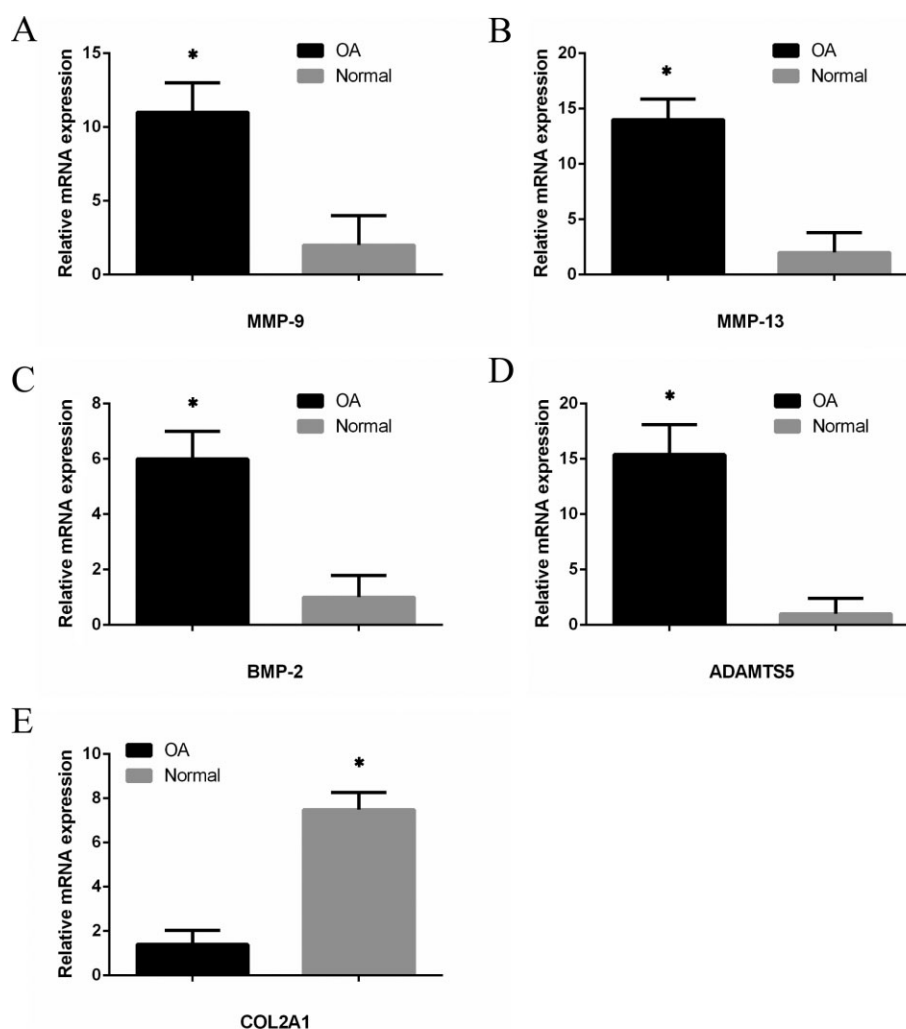 A
Relative mRNA expression
15
10
5
0
*
OA
Normal
MMP-9
B
Relative mRNA expression
20
15
10
5
0
*
OA
Normal
MMP-13
C
Relative mRNA expression
8
6
4
2
0
*
OA
Normal
BMP-2
D
Relative mRNA expression
20
15
10
5
0
*
OA
Normal
ADAMTS5
E
Relative mRNA expression
10
8
6
4
2
0
OA
Normal
*
COL2A1